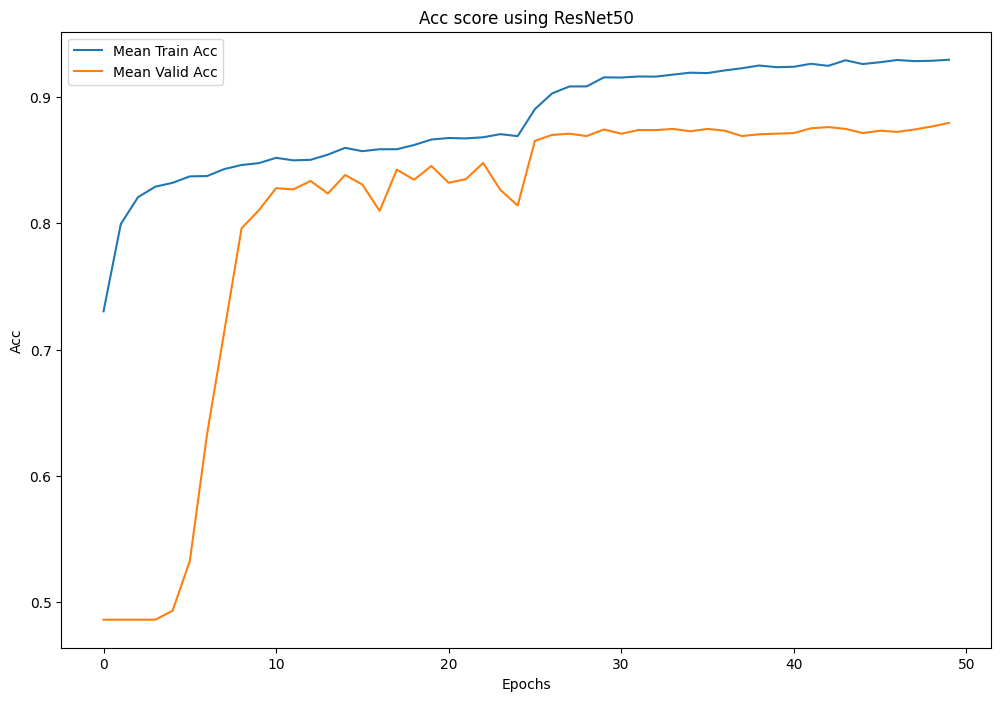 Acc score using ResNet50
Mean Train Acc
Mean Valid Acc
Acc
0.9
0.8
0.7
0.6
0.5
0 10 20 30 40 50
Epochs